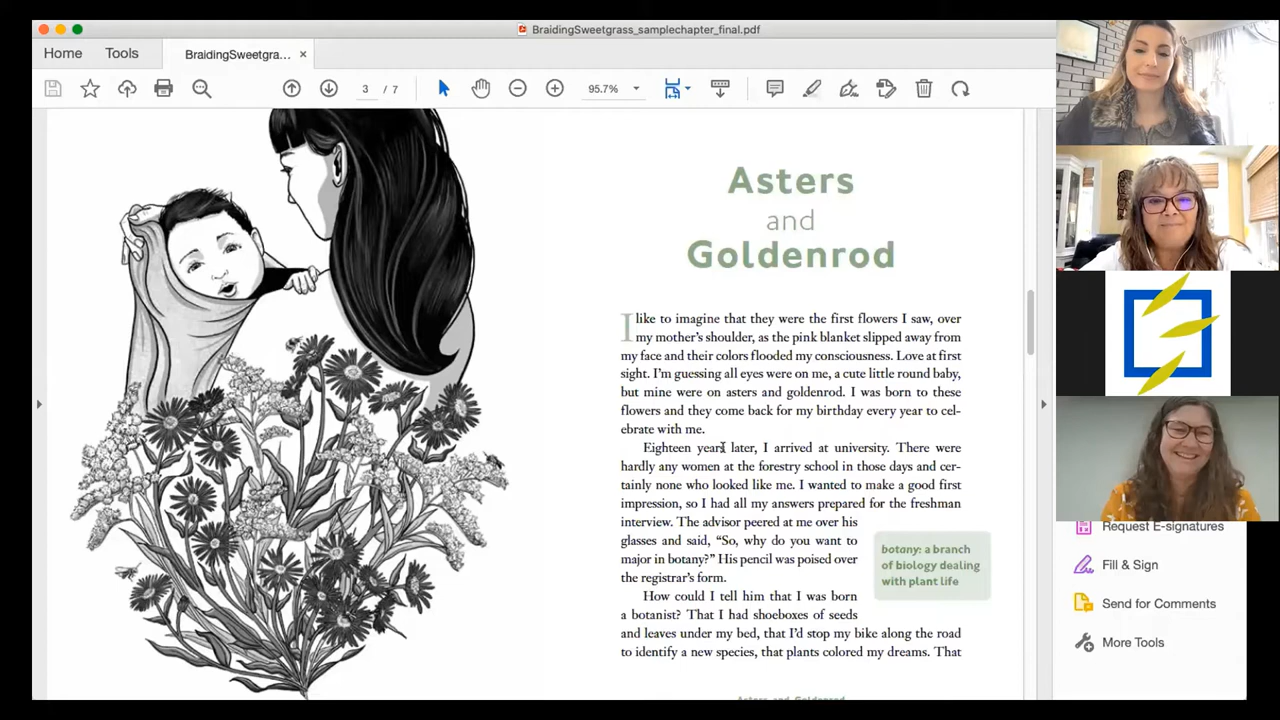 BraidingSweetgrass_samplechapter_final.pdf
Home
Tools
BraidingSweetgra...
3 / 7
95.7%
Asters
and
Goldenrod
I like to imagine that they were the first flowers I saw, over
my mother's shoulder, as the pink blanket slipped away from
my face and their colors flooded my consciousness. Love at first
sight. I'm guessing all eyes were on me, a cute little round baby,
but mine were on asters and goldenrod. I was born to these
flowers and they come back for my birthday every year to cel-
ebrate with me.
Eighteen years later, I arrived at university. There were
hardly any women at the forestry school in those days and cer-
tainly none who looked like me. I wanted to make a good first
impression, so I had all my answers prepared for the freshman
interview. The advisor peered at me over his
glasses and said, “So, why do you want to
major in botany?” His pencil was poised over
the registrar's form.
How could I tell him that I was born
a botanist? That I had shoeboxes of seeds
and leaves under my bed, that I'd stop my bike along the road
to identify a new species, that plants colored my dreams. That
botany: a branch
of biology dealing
with plant life
Asters and Goldenrod
Request E-signatures
Fill & Sign
Send for Comments
More Tools